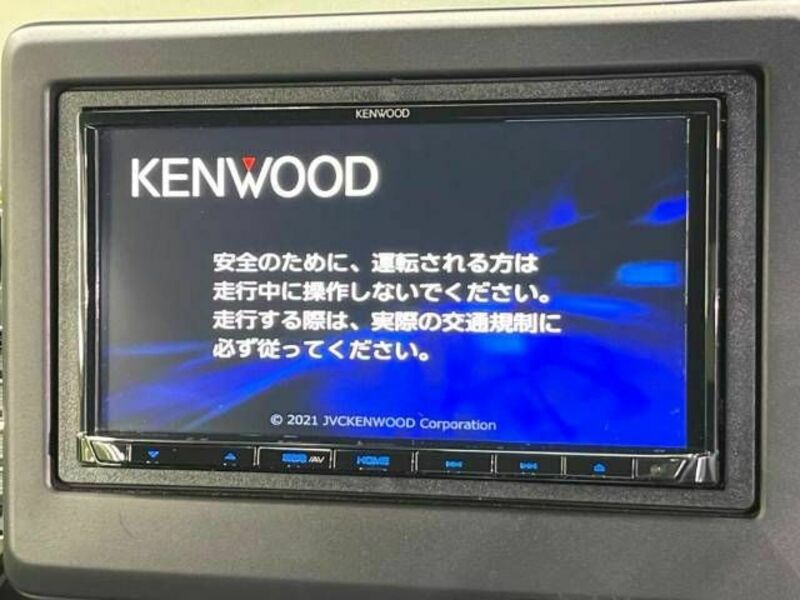 KENWOOD
KENWOOD
安全のために、運転される方は
走行中に操作しないでください。
走行する際は、実際の交通規制に
必ず従ってください。
© 2021 JVCKENWOOD Corporation
/AV HOME